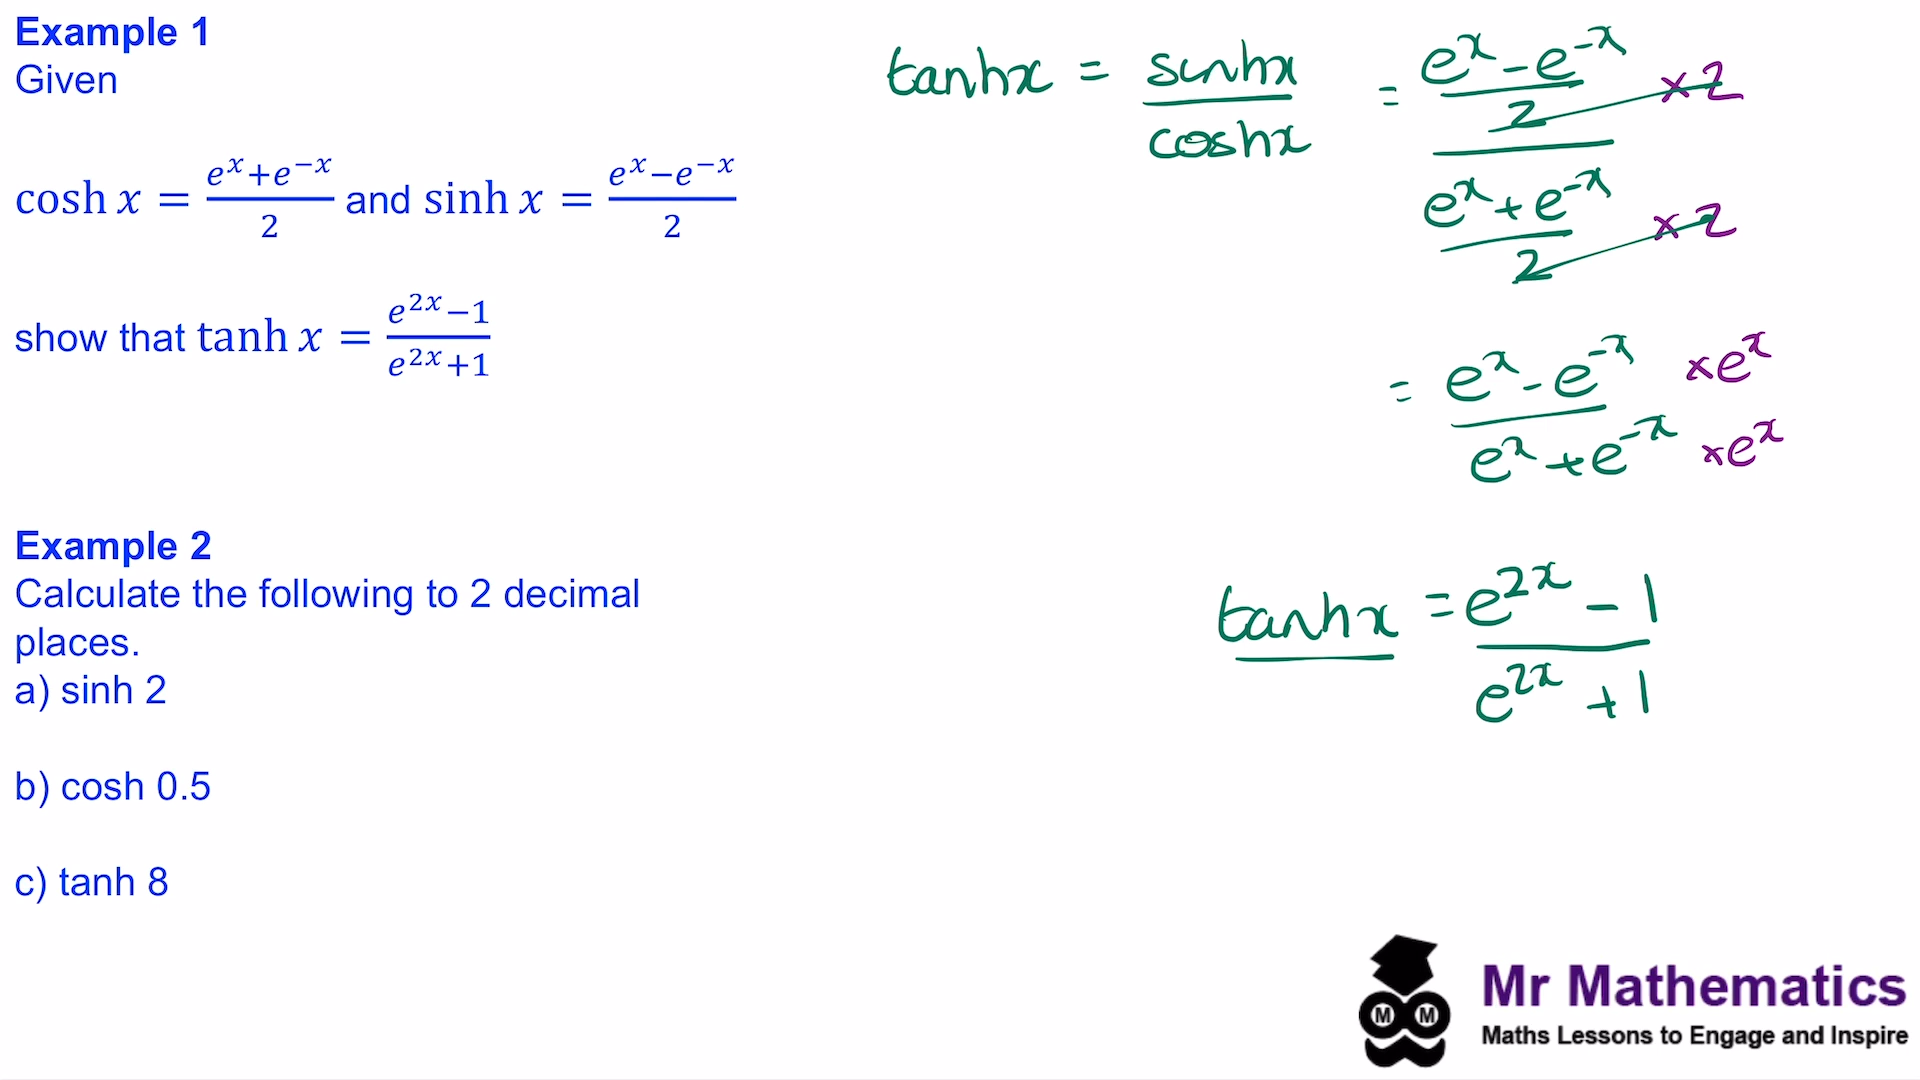 Example 1
Given
cosh x = (e^x+e^−x)/2 and sinh x = (e^x−e^−x)/2
show that tanh x = (e^2x−1)/(e^2x+1)
Example 2
Calculate the following to 2 decimal
places.
a) sinh 2
b) cosh 0.5
c) tanh 8
tanhx = sinhx/coshx = ((e^x - e^-x)/2 ×2)/((e^x + e^-x)/2 ×2)
= (e^x - e^-x ×e^x)/(e^x + e^-x ×e^x)
tanhx = (e^2x - 1)/(e^2x + 1)
M M
Mr Mathematics
Maths Lessons to Engage and Inspire